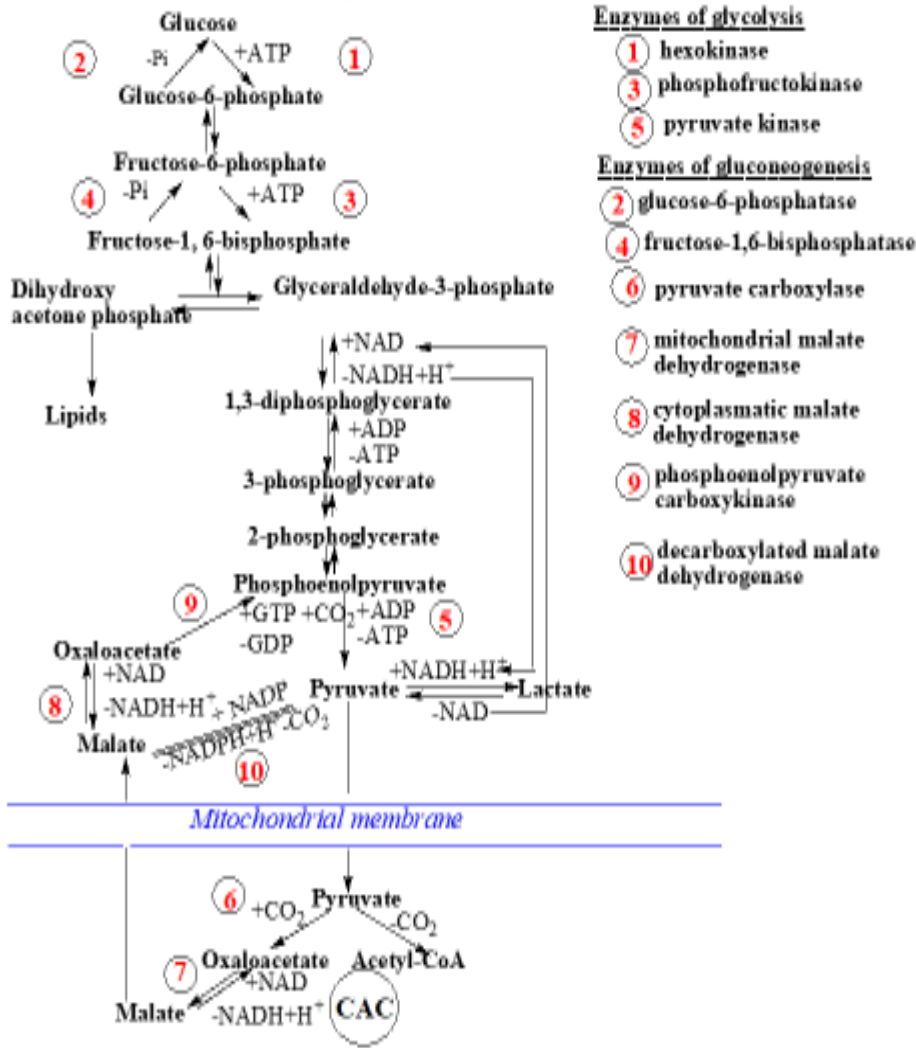 Glucose
2
-Pi
+ATP
1
Glucose-6-phosphate
Fructose-6-phosphate
4
-Pi
+ATP
3
Fructose-1, 6-bisphosphate
Dihydroxy
acetone phosphate
Glyceraldehyde-3-phosphate
+NAD
-NADH+H+
Lipids
1,3-diphosphoglycerate
+ADP
-ATP
3-phosphoglycerate
2-phosphoglycerate
Phosphoenolpyruvate
9
+GTP +CO2
+ADP
5
-GDP
-ATP
Oxaloacetate
+NAD
+NADH+H+
8
-NADH+H+
+ NADP
Pyruvate
Lactate
-NADPH+H+
-CO2
-NAD
Malate
10
Mitochondrial membrane
6
Pyruvate
+CO2
-CO2
7
Oxaloacetate
Acetyl-CoA
+NAD
Malate
-NADH+H+
CAC
Enzymes of glycolysis
1 hexokinase
3 phosphofructokinase
5 pyruvate kinase
Enzymes of gluconeogenesis
2 glucose-6-phosphatase
4 fructose-1,6-bisphosphatase
6 pyruvate carboxylase
7 mitochondrial malate
dehydrogenase
8 cytoplasmatic malate
dehydrogenase
9 phosphoenolpyruvate
carboxykinase
10 decarboxylated malate
dehydrogenase